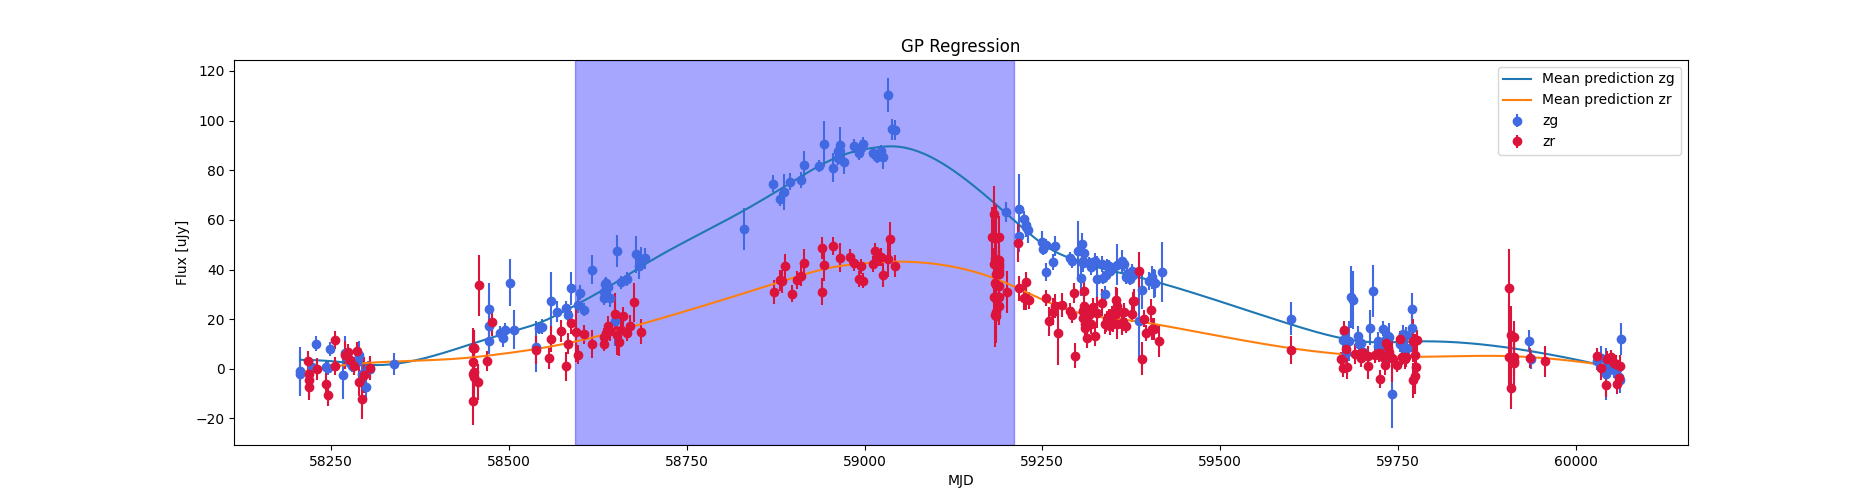 GP Regression
120
100
80
60
40
20
0
−20
Flux [uJy]
58250
58500
58750
59000
59250
59500
59750
60000
MJD
Mean prediction zg
Mean prediction zr
zg
zr